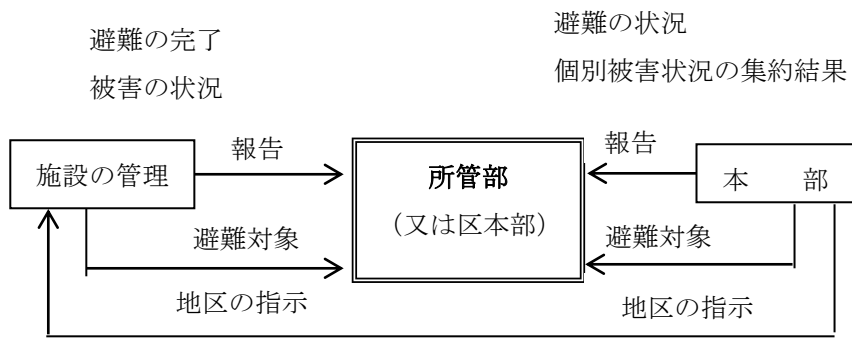 避難の完了
被害の状況
避難の状況
個別被害状況の集約結果
施設の管理
報告
所管部
（又は区本部）
報告
本　　部
避難対象
地区の指示
避難対象
地区の指示